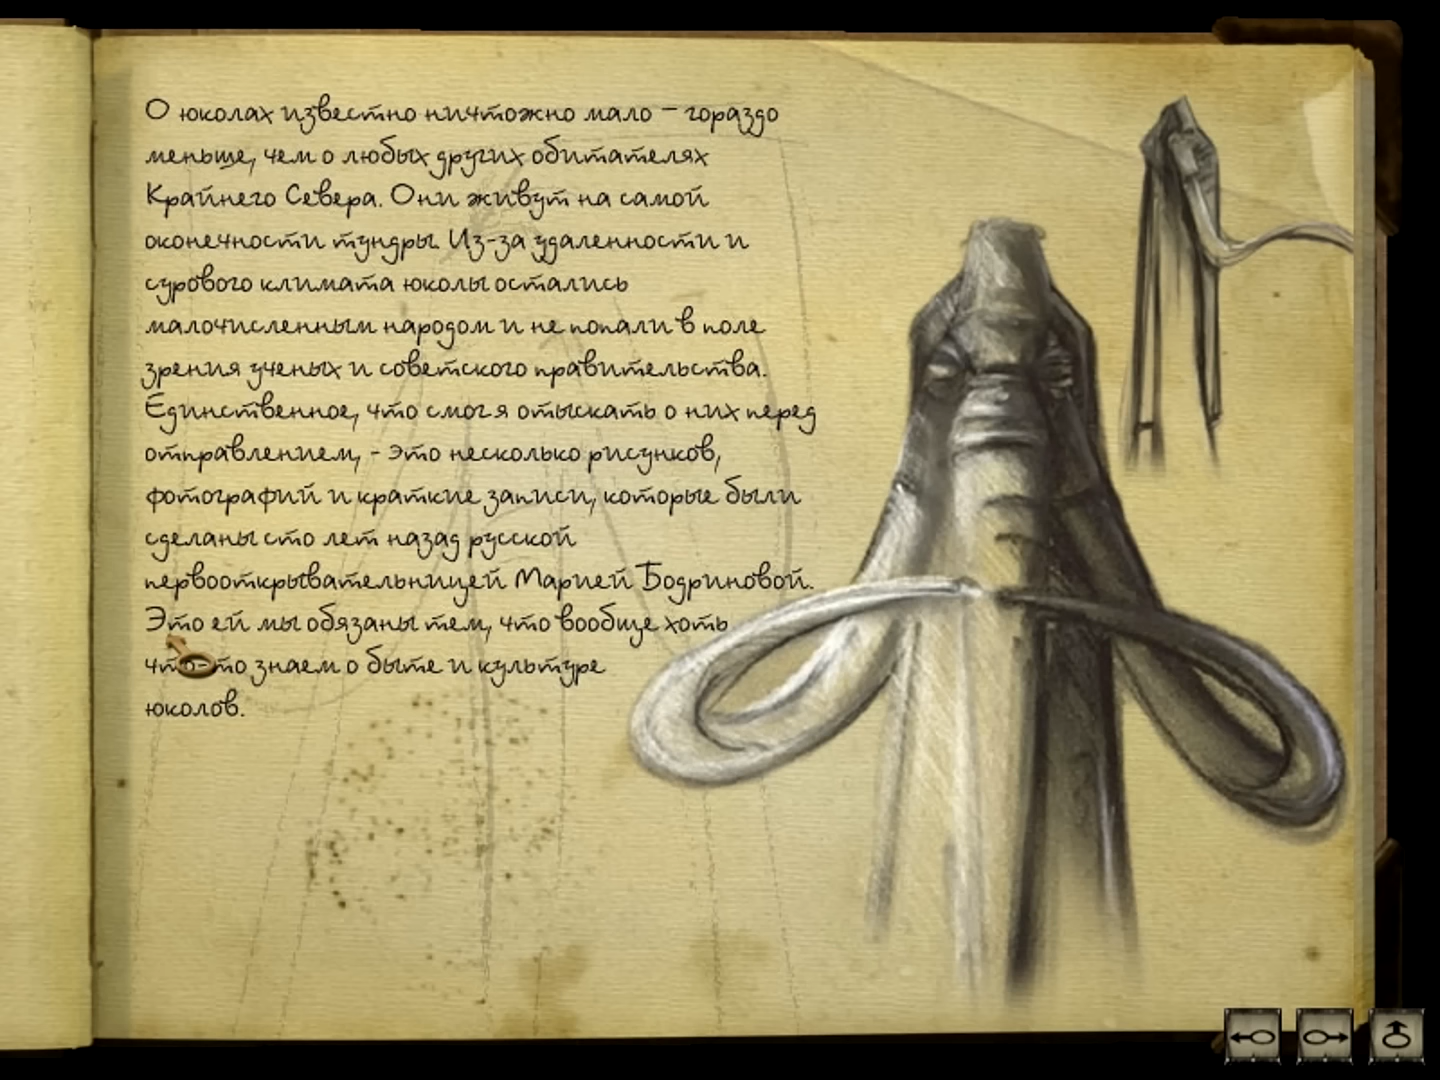 О юколах известно ничтожно мало – гораздо
меньше, чем о любых других обитателях
Крайнего Севера. Они живут на самой
оконечности тундры. Из-за удаленности и
сурового климата юколы остались
малочисленным народом и не попали в поле
зрения ученых и советского правительства.
Единственное, что смог я отыскать о них перед
отправлением, - это несколько рисунков,
фотографий и краткие записи, которые были
сделаны сто лет назад русской
первооткрывательницей Марией Бодриновой.
Это ей мы обязаны тем, что вообще хоть
что-то знаем о быте и культуре
юколов.